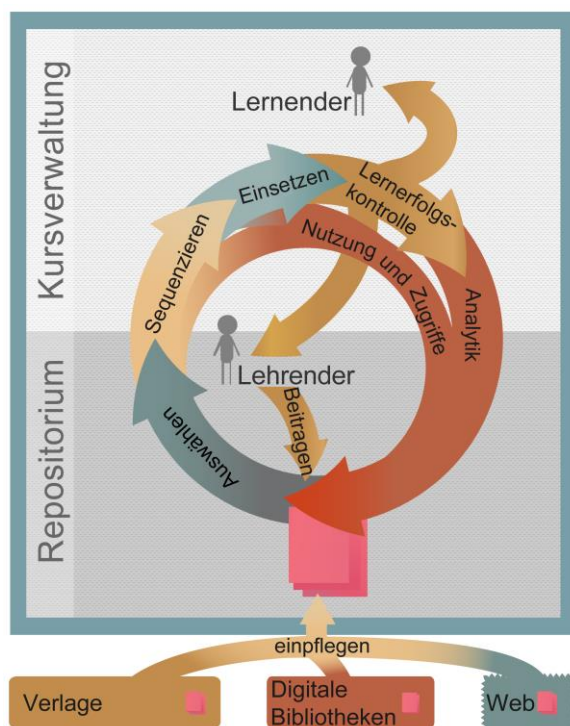 Kursverwaltung
Repositorium
Lernender
Einsetzen
Lernerfolgs-
kontrolle
Sequenzieren
Nutzung und Zugriffe
Analytik
Lehrender
Beitragen
Auswählen
einpflegen
Verlage
Digitale
Bibliotheken
Web